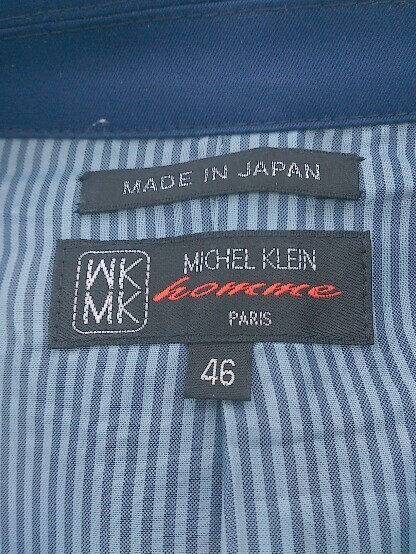 MADE IN JAPAN
MICHEL KLEIN
homme
PARIS
MK
MK
46